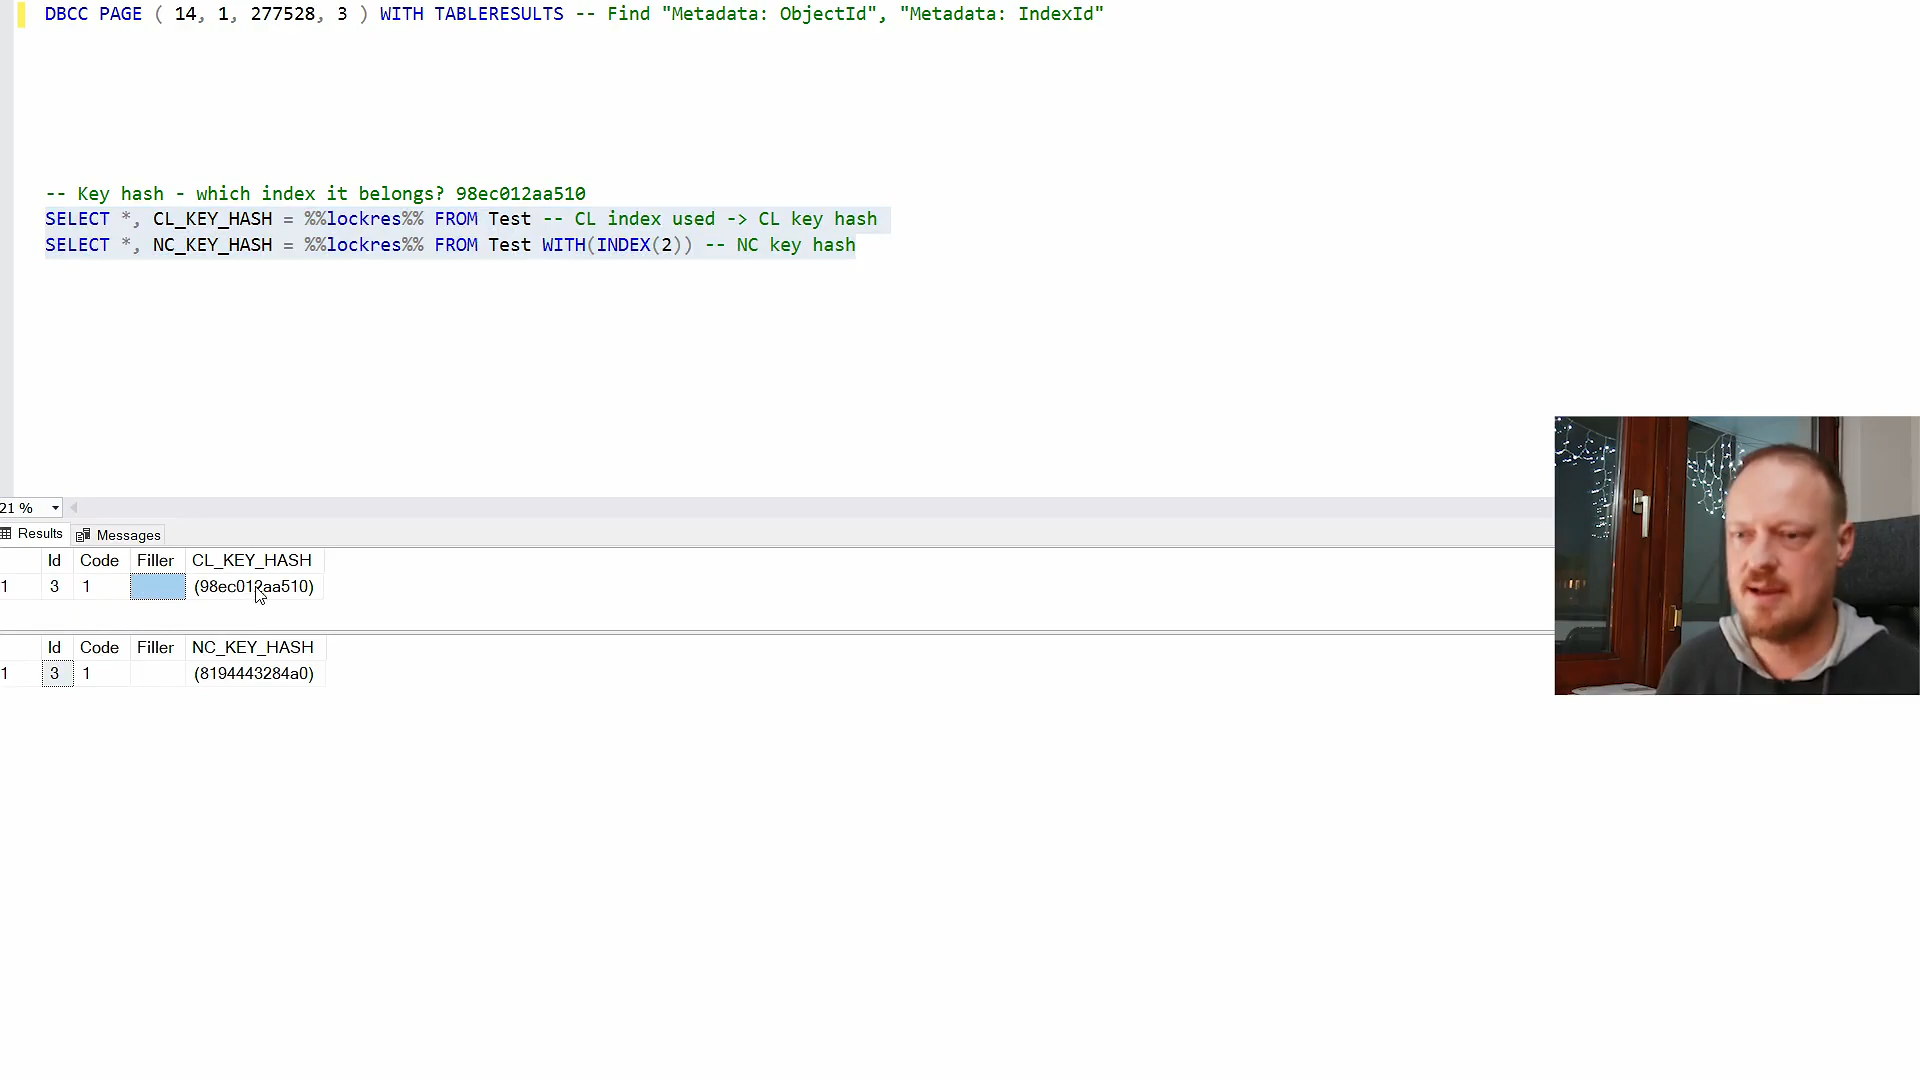 DBCC PAGE ( 14, 1, 277528, 3 ) WITH TABLERESULTS -- Find "Metadata: ObjectId", "Metadata: IndexId"
-- Key hash - which index it belongs? 98ec012aa510
SELECT *, CL_KEY_HASH = %%lockres%% FROM Test -- CL index used -> CL key hash
SELECT *, NC_KEY_HASH = %%lockres%% FROM Test WITH(INDEX(2)) -- NC key hash
21 %
Results Messages
Id Code Filler CL_KEY_HASH
1 3 1 (98ec012aa510)
Id Code Filler NC_KEY_HASH
1 3 1 (8194443284a0)